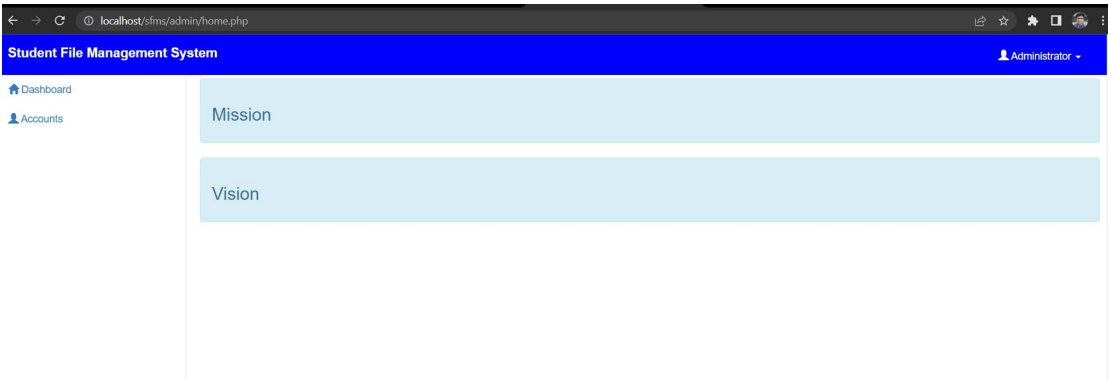 localhost/sfms/admin/home.php
Student File Management System
Administrator
Dashboard
Accounts
Mission
Vision